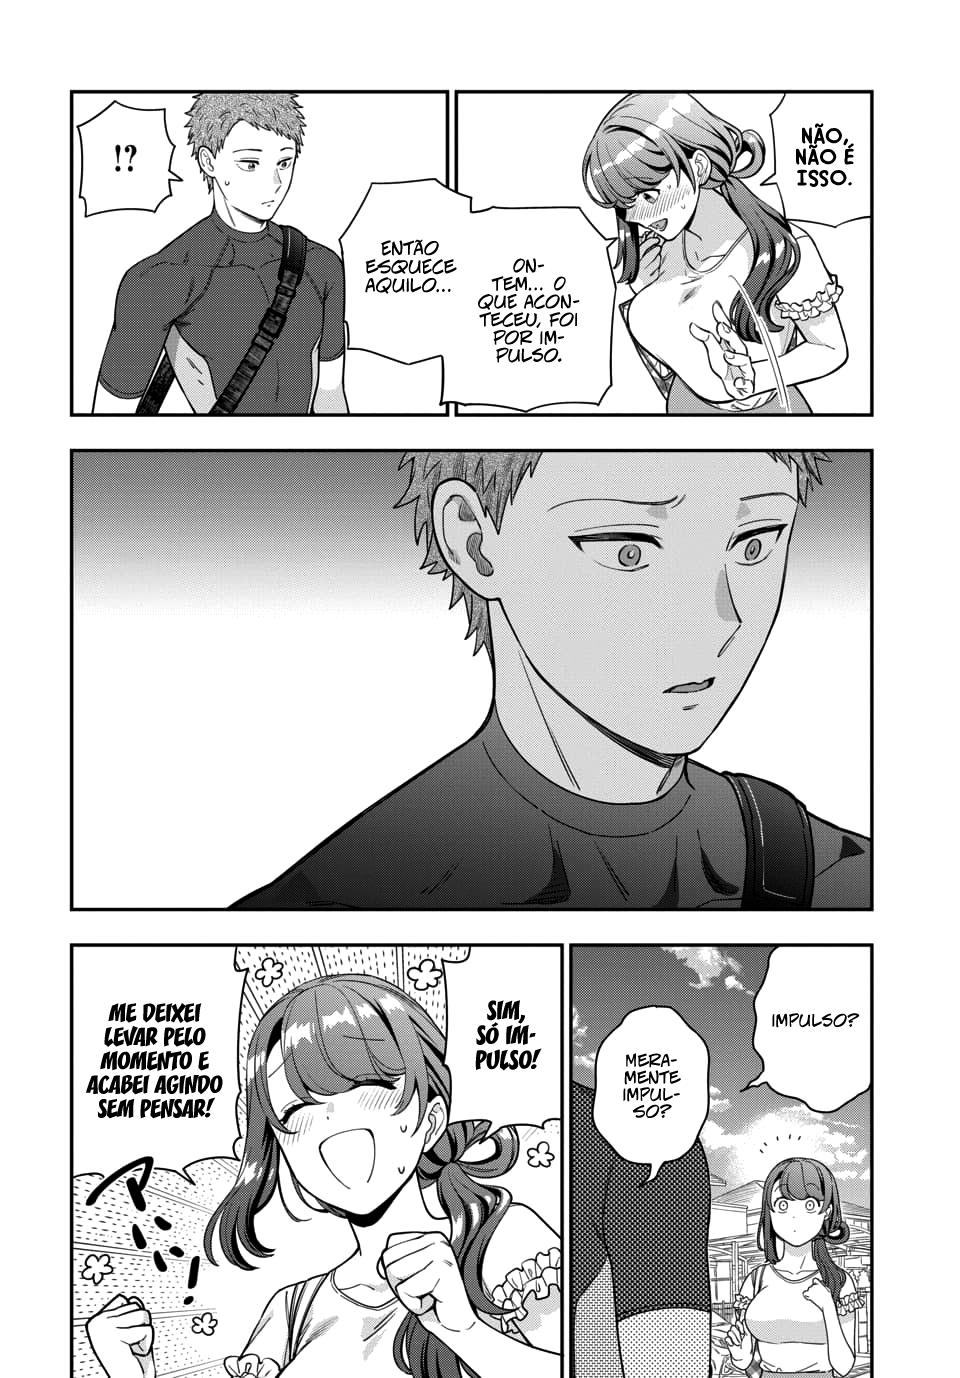 NÃO,
NÃO É
ISSO.
ON-
TEM... O
QUE ACON-
TECEU, FOI
POR IM-
PULSO.
ENTÃO
ESQUECE
AQUILO...
!?
IMPULSO?
MERA-
MENTE
IMPUL-
SO?
SIM,
SÓ IM-
PULSO!
ME DEIXEI
LEVAR PELO
MOMENTO E
ACABEI AGINDO
SEM PENSAR!